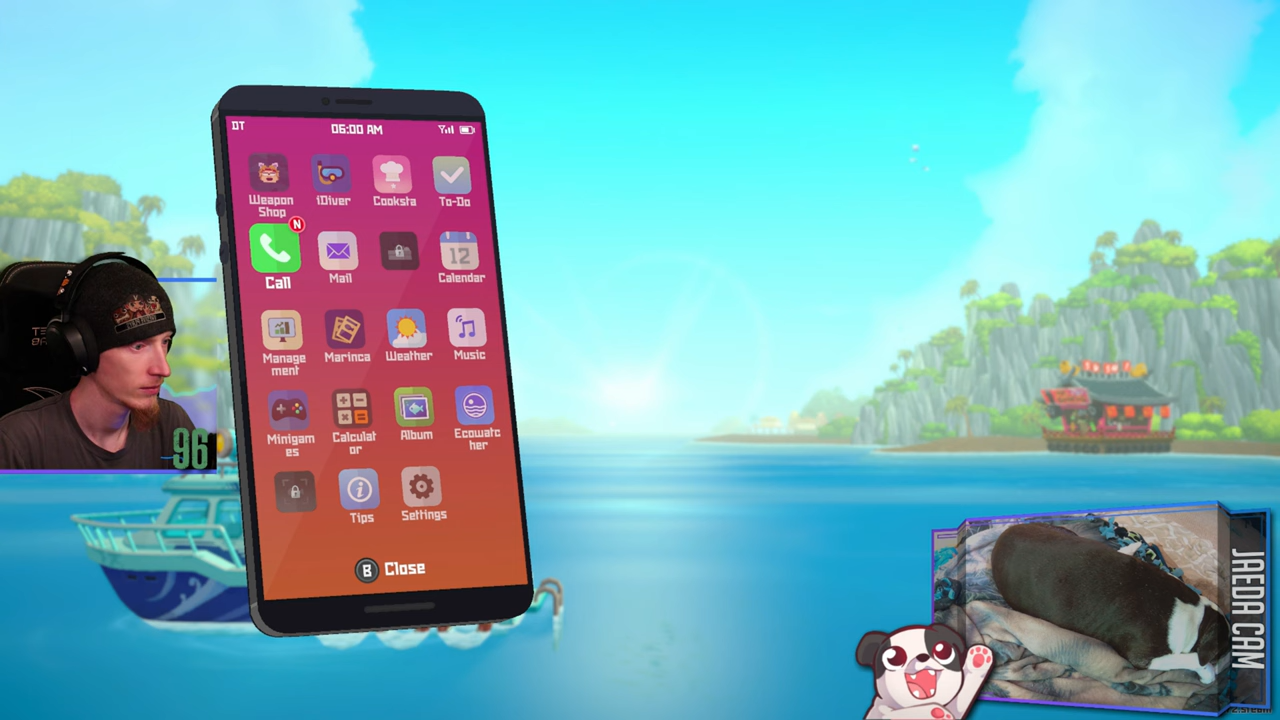 DT
06:00 AM
Weapon
Shop
iDiver
Cooksta
To-Do
N
Call
Mail
12
Calendar
Manage
ment
Marinca
Weather
Music
Minigam
es
Calculat
or
Album
Ecowatc
her
Tips
Settings
B Close
96
JAEDA CAM